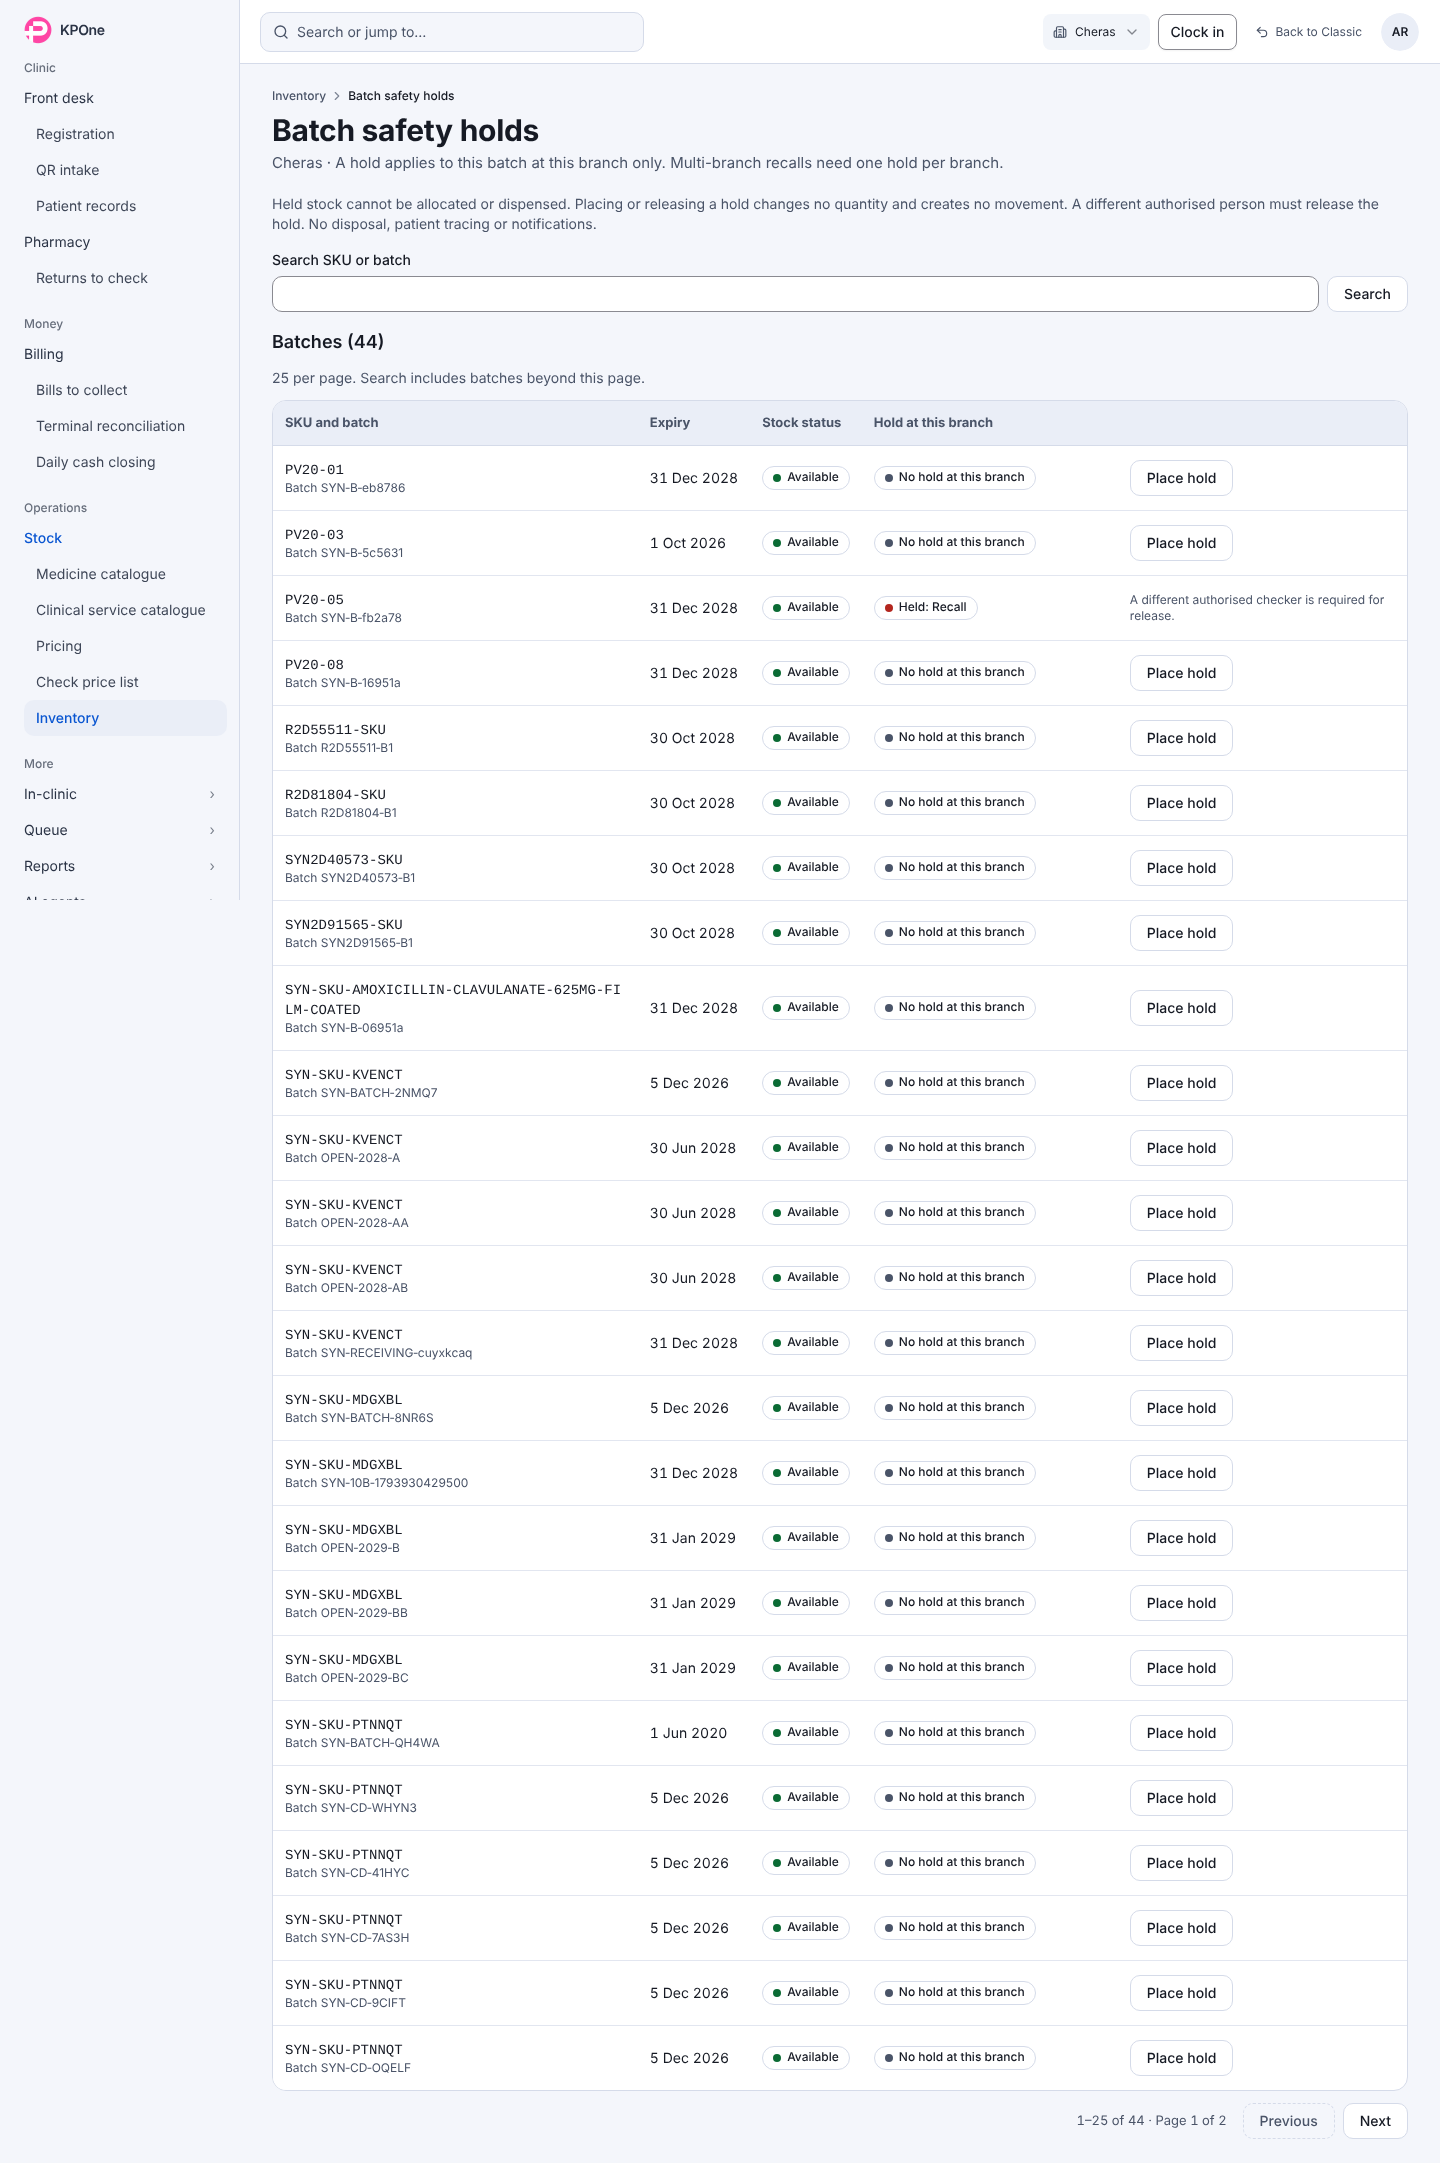 KPOne
Search or jump to...
Cheras
Clock in
Back to Classic
AR
Clinic
Front desk
Registration
QR intake
Patient records
Pharmacy
Returns to check
Money
Billing
Bills to collect
Terminal reconciliation
Daily cash closing
Operations
Stock
Medicine catalogue
Clinical service catalogue
Pricing
Check price list
Inventory
More
In-clinic
Queue
Reports
Inventory > Batch safety holds
Batch safety holds
Cheras · A hold applies to this batch at this branch only. Multi-branch recalls need one hold per branch.
Held stock cannot be allocated or dispensed. Placing or releasing a hold changes no quantity and creates no movement. A different authorised person must release the
hold. No disposal, patient tracing or notifications.
Search SKU or batch
Search
Batches (44)
25 per page. Search includes batches beyond this page.
SKU and batch Expiry Stock status Hold at this branch
PV20-01
Batch SYN-B-eb8786
31 Dec 2028 Available No hold at this branch Place hold
PV20-03
Batch SYN-B-5c5631
1 Oct 2026 Available No hold at this branch Place hold
PV20-05
Batch SYN-B-fb2a78
31 Dec 2028 Available Held: Recall
A different authorised checker is required for
release.
PV20-08
Batch SYN-B-16951a
31 Dec 2028 Available No hold at this branch Place hold
R2D55511-SKU
Batch R2D55511-B1
30 Oct 2028 Available No hold at this branch Place hold
R2D81804-SKU
Batch R2D81804-B1
30 Oct 2028 Available No hold at this branch Place hold
SYN2D40573-SKU
Batch SYN2D40573-B1
30 Oct 2028 Available No hold at this branch Place hold
SYN2D91565-SKU
Batch SYN2D91565-B1
30 Oct 2028 Available No hold at this branch Place hold
SYN-SKU-AMOXICILLIN-CLAVULANATE-625MG-FI
LM-COATED
Batch SYN-B-06951a
31 Dec 2028 Available No hold at this branch Place hold
SYN-SKU-KVENCT
Batch SYN-BATCH-2NMQ7
5 Dec 2026 Available No hold at this branch Place hold
SYN-SKU-KVENCT
Batch OPEN-2028-A
30 Jun 2028 Available No hold at this branch Place hold
SYN-SKU-KVENCT
Batch OPEN-2028-AA
30 Jun 2028 Available No hold at this branch Place hold
SYN-SKU-KVENCT
Batch OPEN-2028-AB
30 Jun 2028 Available No hold at this branch Place hold
SYN-SKU-KVENCT
Batch SYN-RECEIVING-cuyxkcaq
31 Dec 2028 Available No hold at this branch Place hold
SYN-SKU-MDGXBL
Batch SYN-BATCH-8NR6S
5 Dec 2026 Available No hold at this branch Place hold
SYN-SKU-MDGXBL
Batch SYN-10B-1793930429500
31 Dec 2028 Available No hold at this branch Place hold
SYN-SKU-MDGXBL
Batch OPEN-2029-B
31 Jan 2029 Available No hold at this branch Place hold
SYN-SKU-MDGXBL
Batch OPEN-2029-BB
31 Jan 2029 Available No hold at this branch Place hold
SYN-SKU-MDGXBL
Batch OPEN-2029-BC
31 Jan 2029 Available No hold at this branch Place hold
SYN-SKU-PTNNQT
Batch SYN-BATCH-QH4WA
1 Jun 2020 Available No hold at this branch Place hold
SYN-SKU-PTNNQT
Batch SYN-CD-WHYN3
5 Dec 2026 Available No hold at this branch Place hold
SYN-SKU-PTNNQT
Batch SYN-CD-41HYC
5 Dec 2026 Available No hold at this branch Place hold
SYN-SKU-PTNNQT
Batch SYN-CD-7AS3H
5 Dec 2026 Available No hold at this branch Place hold
SYN-SKU-PTNNQT
Batch SYN-CD-9CIFT
5 Dec 2026 Available No hold at this branch Place hold
SYN-SKU-PTNNQT
Batch SYN-CD-OQELF
5 Dec 2026 Available No hold at this branch Place hold
1–25 of 44 · Page 1 of 2 Previous Next